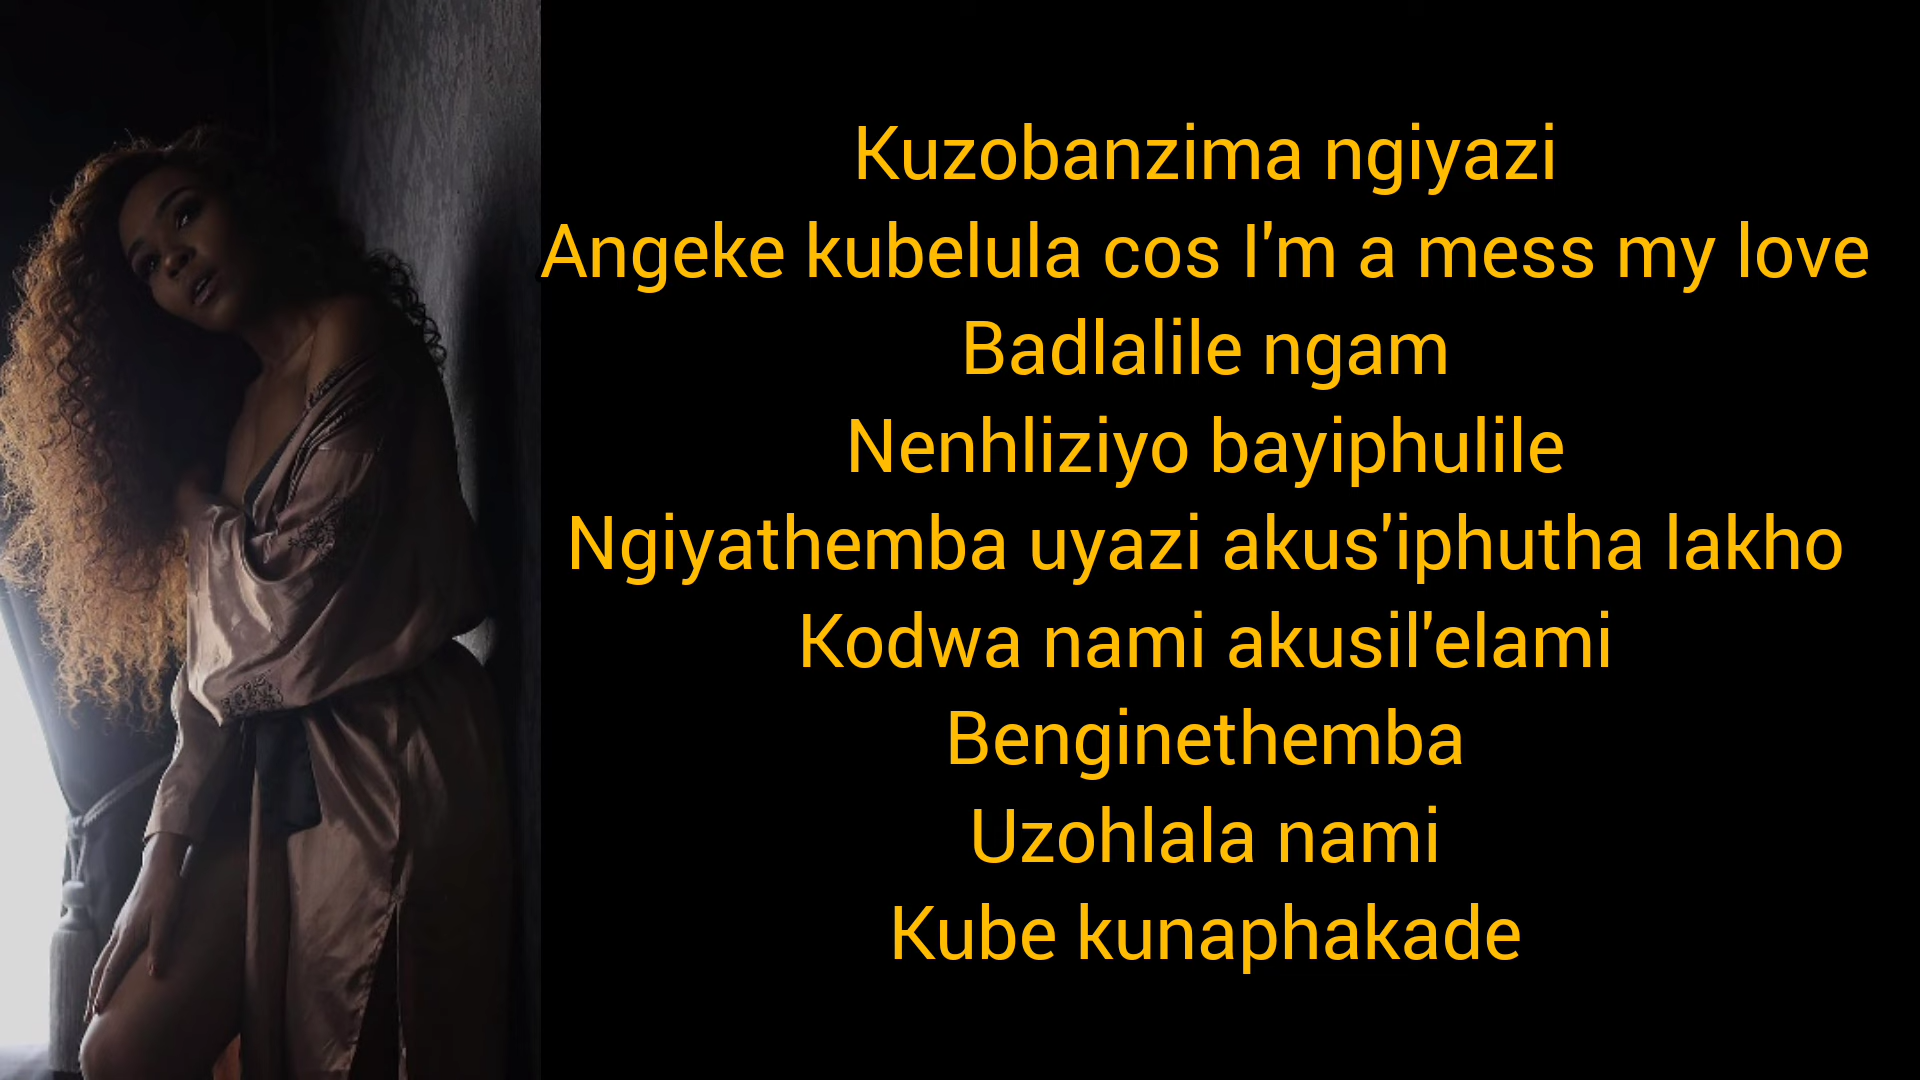 Kuzobanzima ngiyazi
Angeke kubelula cos I'm a mess my love
Badlalile ngam
Nenhliziyo bayiphulile
Ngiyathemba uyazi akus'iphutha lakho
Kodwa nami akusil'elami
Benginethemba
Uzohlala nami
Kube kunaphakade